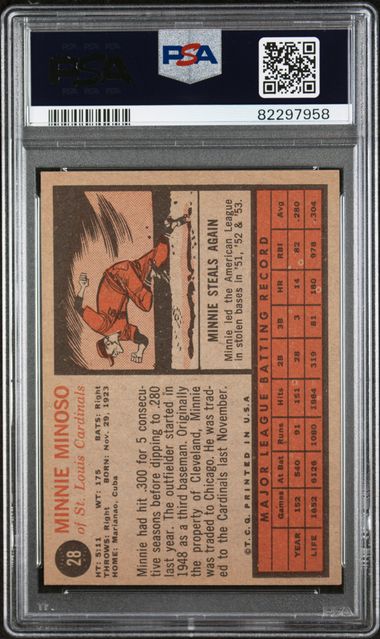 PSA
PSA
82297958
28
MINNIE MINOSO
of St. Louis Cardinals
HT: 5:11 WT: 175 BATS: Right
THROWS: Right BORN: Nov. 29, 1923
HOME: Marianao, Cuba
Minnie had hit .300 for 5 consecu-
tive seasons before dipping to .280
last year. The outfielder started in
1948 as a third baseman. Originally
the property of Cleveland, Minnie
was traded to Chicago. He was trad-
ed to the Cardinals last November.
MINNIE STEALS AGAIN
Minnie led the American League
in stolen bases in '51, '52 & '53.
© T.C.G. PRINTED IN U.S.A.
MAJOR LEAGUE BATTING RECORD
Games At Bat Runs Hits 2B 3B HR RBI Avg.
YEAR 152 540 91 151 28 3 14 82 .280
LIFE 1652 6126 1080 1864 319 81 180 978 .304